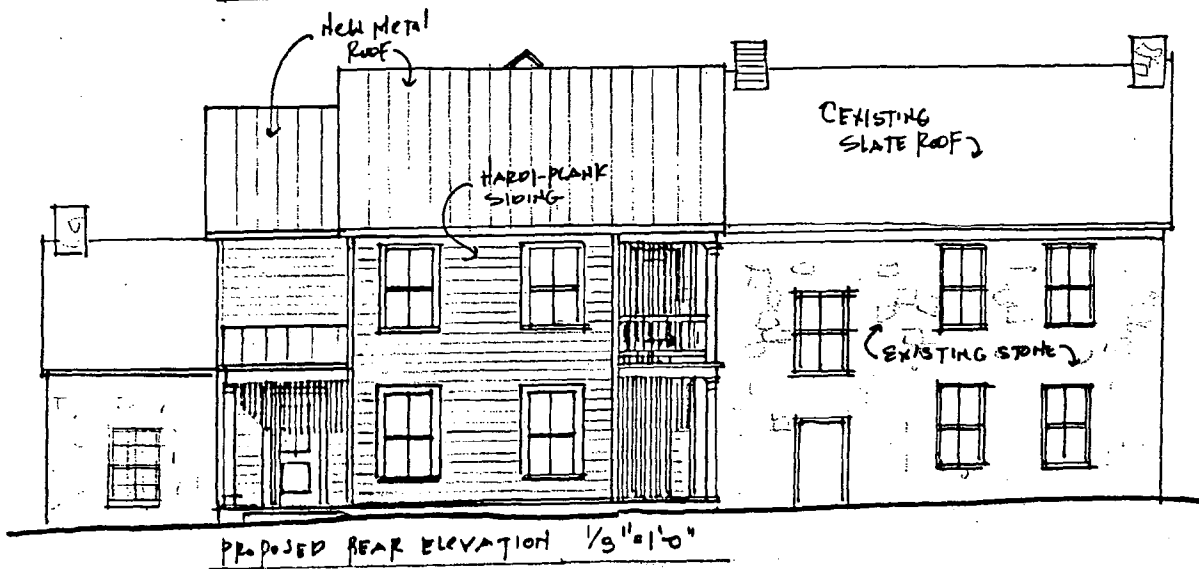 NEW METAL
ROOF
EXISTING
SLATE ROOF
HARDI-PLANK
SIDING
EXISTING STONE
PROPOSED REAR ELEVATION 1/8"=1'0"